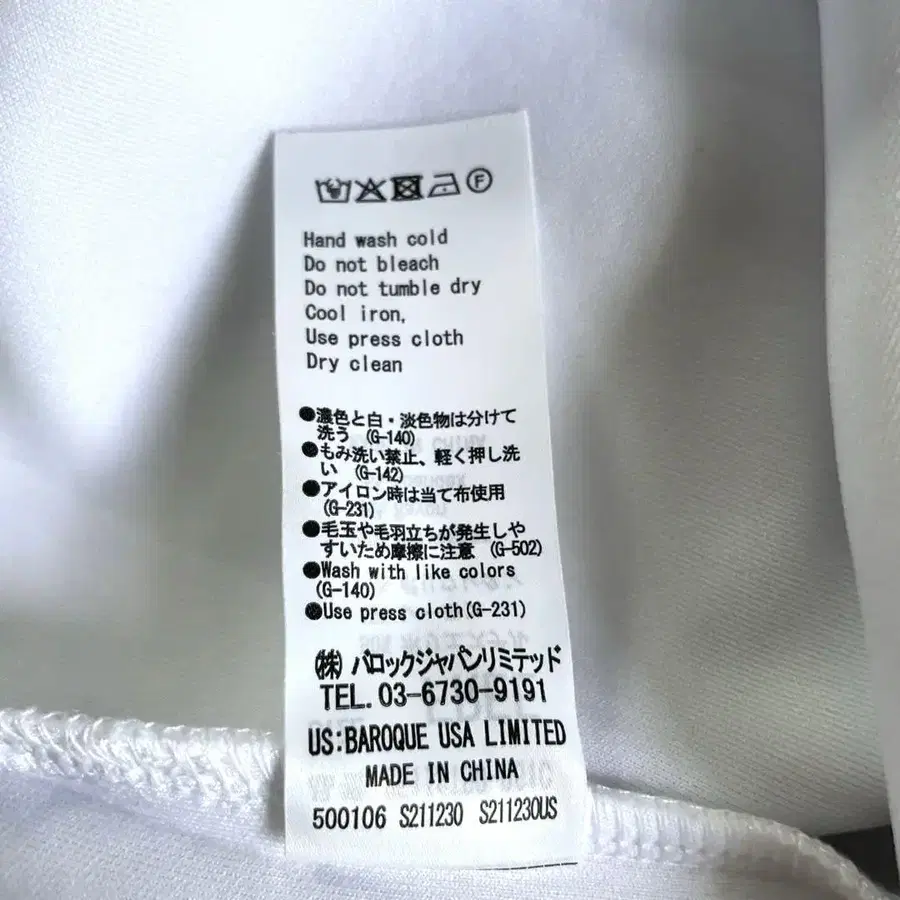 Hand wash cold
Do not bleach
Do not tumble dry
Cool iron,
Use press cloth
Dry clean
●濃色と白・淡色物は分けて
洗う (G-140)
●もみ洗い禁止、軽く押し洗
い (G-142)
●アイロン時は当て布使用
(G-231)
●毛玉や毛羽立ちが発生しや
すいため摩擦に注意 (G-502)
●Wash with like colors
(G-140)
●Use press cloth(G-231)
㈱ バロックジャパンリミテッド
TEL. 03-6730-9191
US:BAROQUE USA LIMITED
MADE IN CHINA
500106 S211230 S211230US